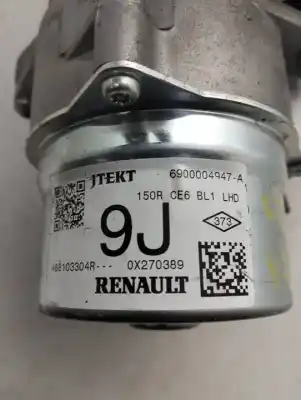 JTEKT 6900004947-A
150R CE6 BL1 LHD
9J
373
488103304R--- 0X270389
RENAULT